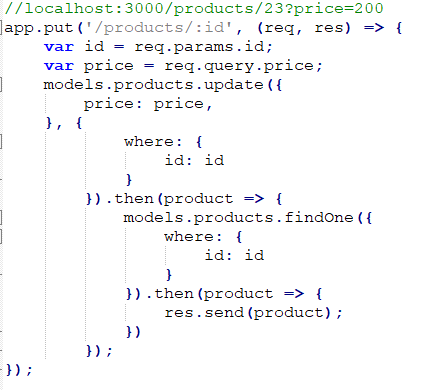 //localhost:3000/products/23?price=200
app.put('/products/:id', (req, res) => {
    var id = req.params.id;
    var price = req.query.price;
    models.products.update({
        price: price,
    }, {
            where: {
                id: id
            }
        }).then(product => {
            models.products.findOne({
                where: {
                    id: id
                }
            }).then(product => {
                res.send(product);
            })
        });
});